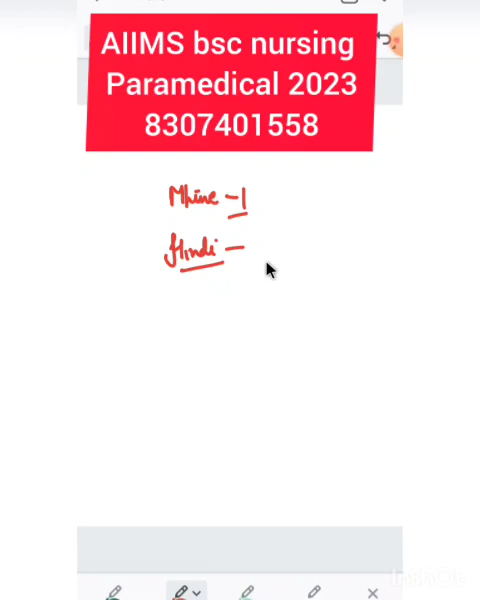 AIIMS bsc nursing
Paramedical 2023
8307401558
Mhine - 1
Hindi -